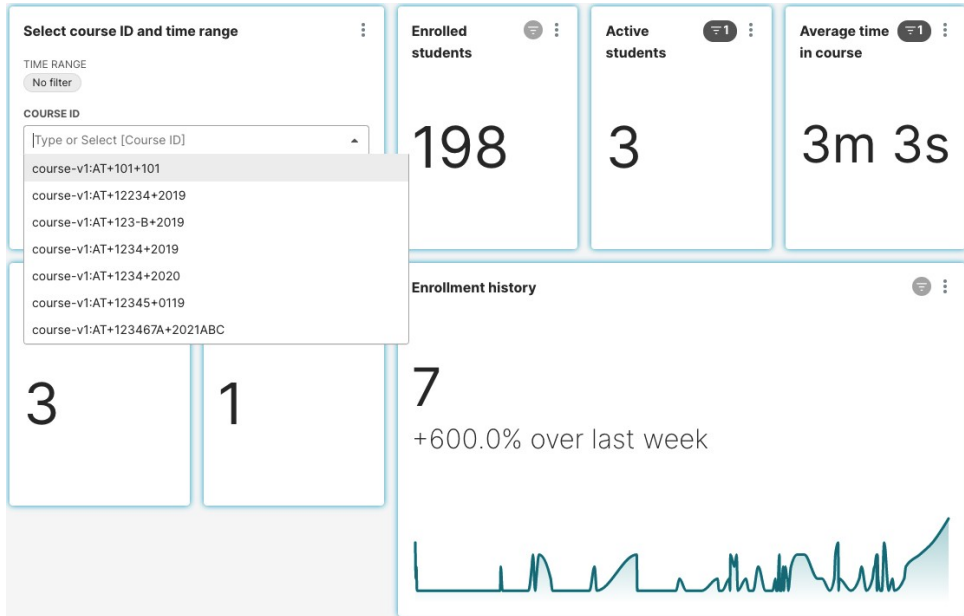 Select course ID and time range
TIME RANGE
No filter
COURSE ID
Type or Select [Course ID]
course-v1:AT+101+101
course-v1:AT+12234+2019
course-v1:AT+123-B+2019
course-v1:AT+1234+2019
course-v1:AT+1234+2020
course-v1:AT+12345+0119
course-v1:AT+123467A+2021ABC
Enrolled
students
198
Active
students
1
3
Average time
in course
1
3m 3s
3
1
Enrollment history
7
+600.0% over last week